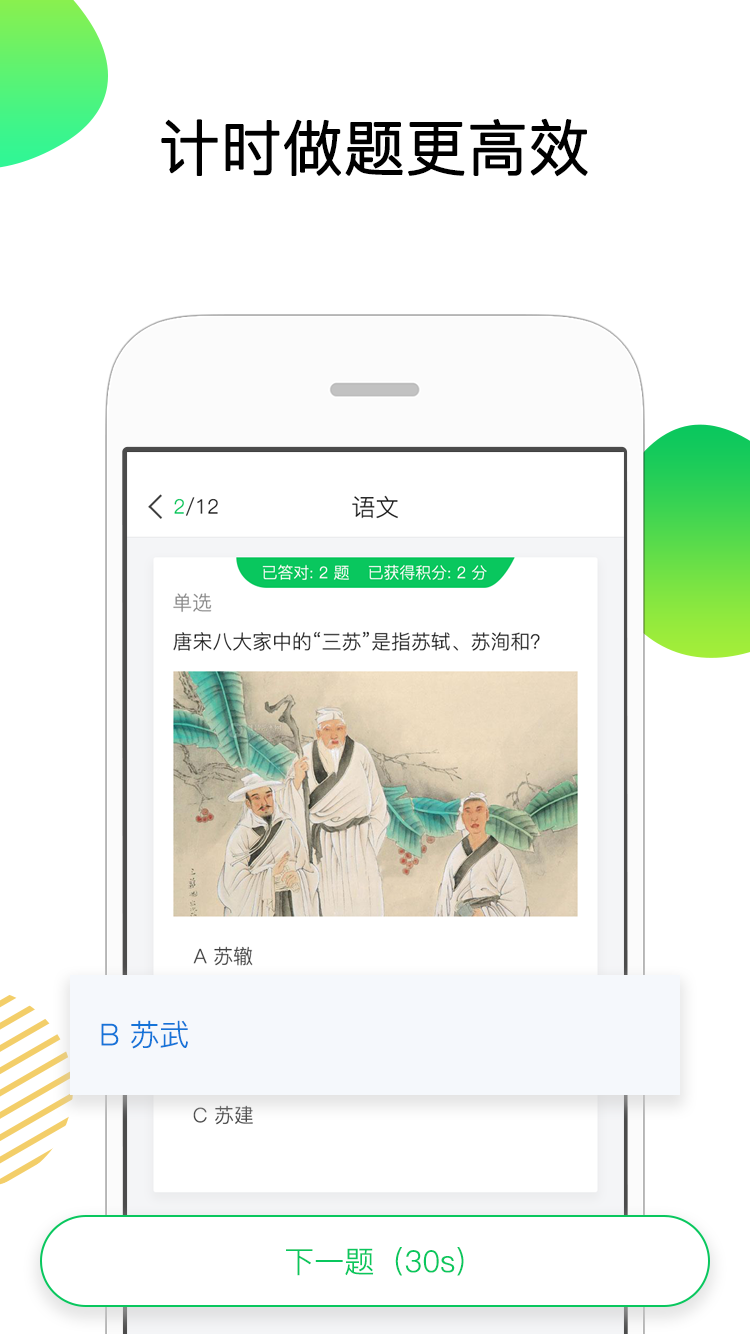 计时做题更高效
2/12 语文
已答对: 2 题 已获得积分: 2 分
单选
唐宋八大家中的“三苏”是指苏轼、苏洵和?
A 苏辙
B 苏武
C 苏建
下一题（30s）